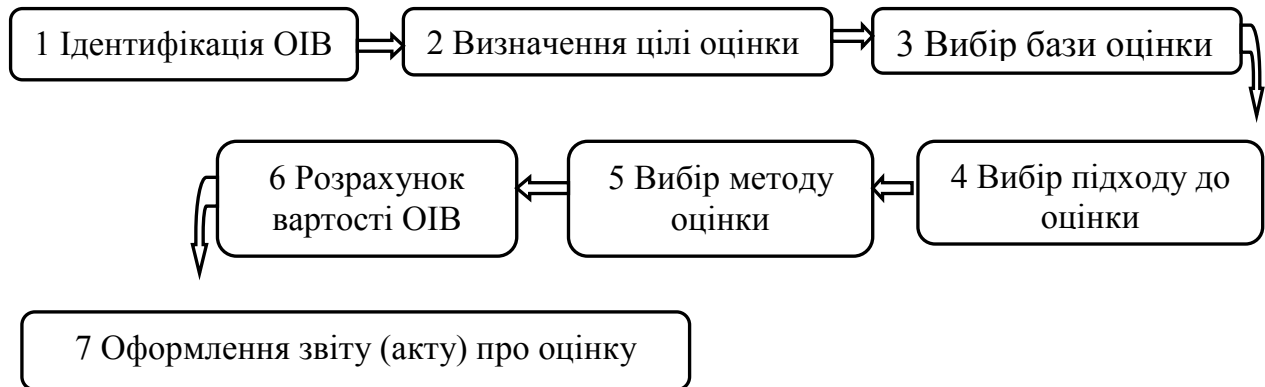 1 Ідентифікація ОІВ
2 Визначення цілі оцінки
3 Вибір бази оцінки
4 Вибір підходу до
оцінки
5 Вибір методу
оцінки
6 Розрахунок
вартості ОІВ
7 Оформлення звіту (акту) про оцінку